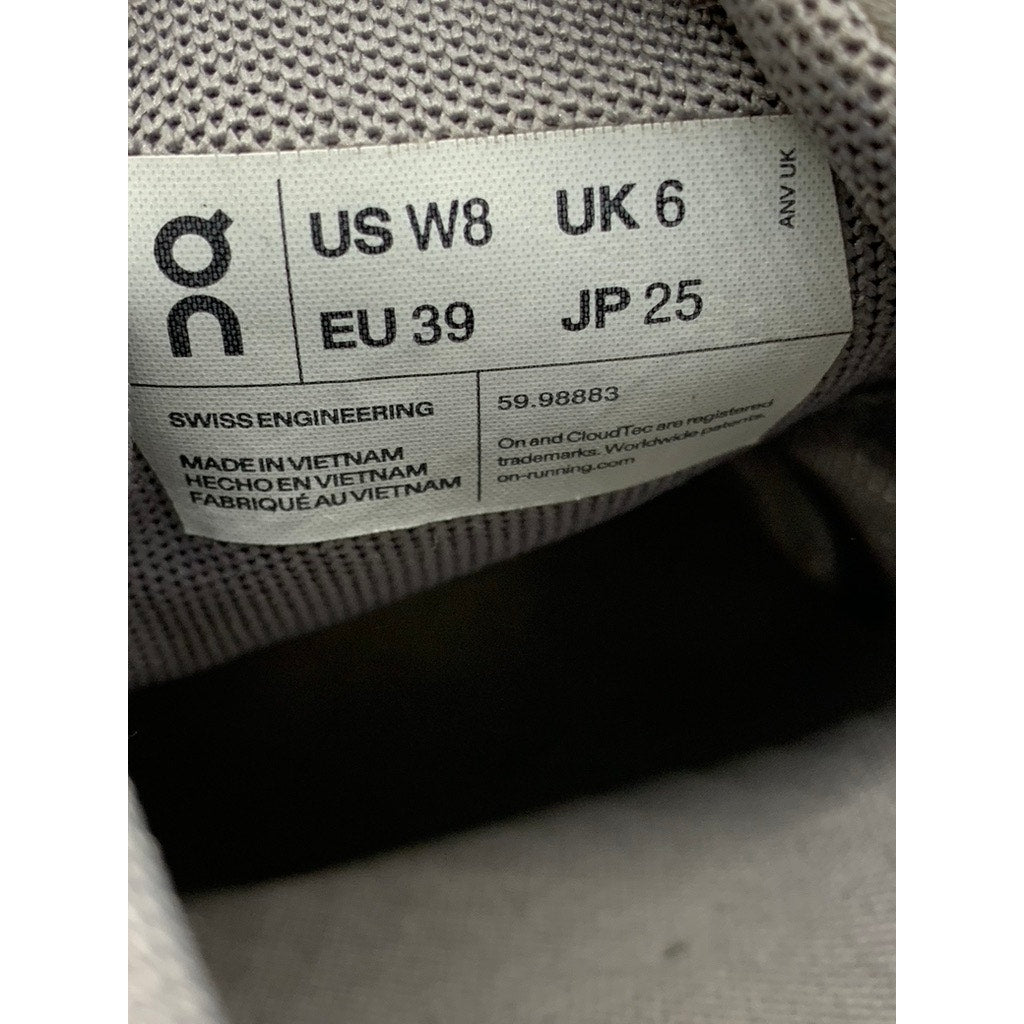 On
US W8 UK 6
EU 39 JP 25
ANV UK
SWISS ENGINEERING
MADE IN VIETNAM
HECHO EN VIETNAM
FABRIQUÉ AU VIETNAM
59.98883
On and CloudTec are registered
trademarks. Worldwide patents.
on-running.com